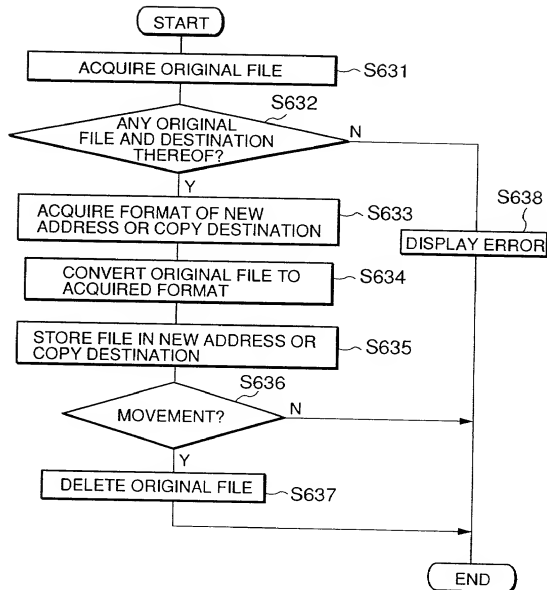 START
ACQUIRE ORIGINAL FILE
S631
S632
ANY ORIGINAL
FILE AND DESTINATION
THEREOF?
N
Y
S638
ACQUIRE FORMAT OF NEW
ADDRESS OR COPY DESTINATION
S633
DISPLAY ERROR
CONVERT ORIGINAL FILE TO
ACQUIRED FORMAT
S634
STORE FILE IN NEW ADDRESS OR
COPY DESTINATION
S635
S636
MOVEMENT?
N
Y
DELETE ORIGINAL FILE
S637
END